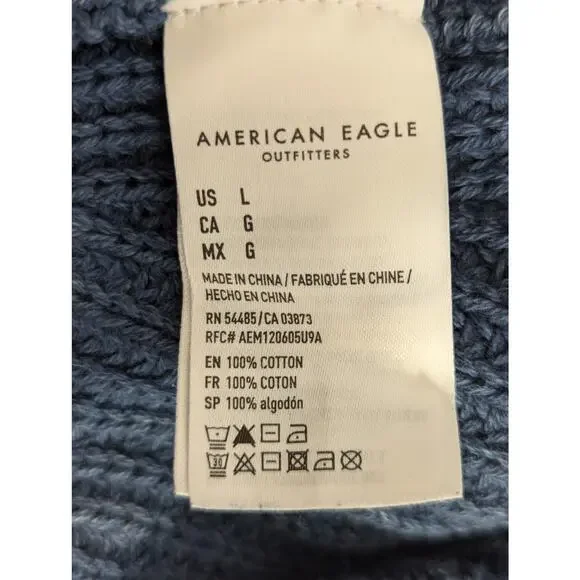 AMERICAN EAGLE
OUTFITTERS
US L
CA G
MX G
MADE IN CHINA / FABRIQUÉ EN CHINE /
HECHO EN CHINA
RN 54485/CA 03873
RFC# AEM120605U9A
EN 100% COTTON
FR 100% COTON
SP 100% algodón
30